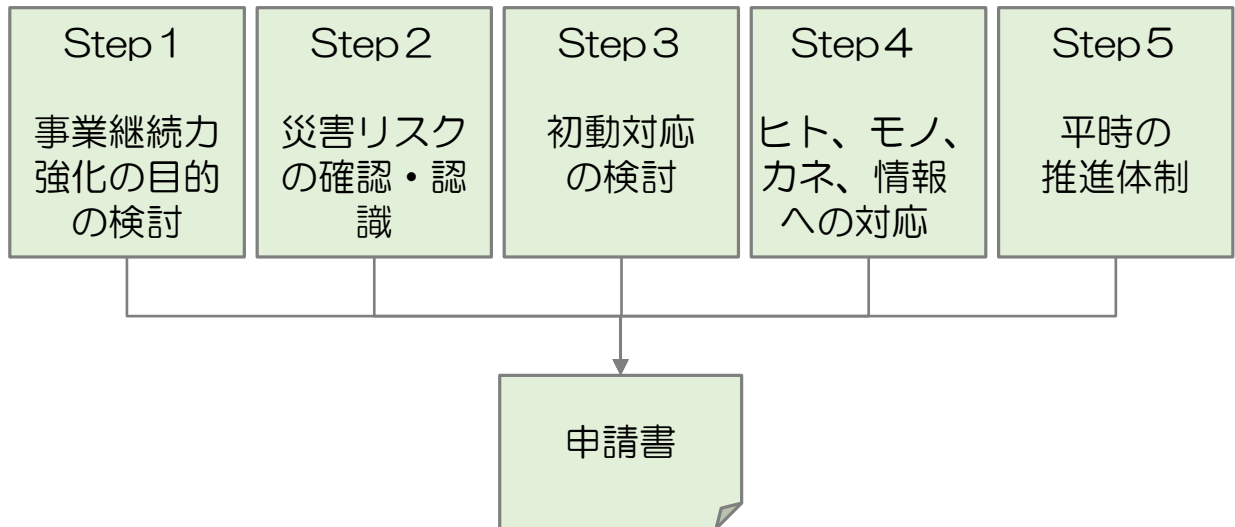 Step1
事業継続力
強化の目的
の検討
Step2
災害リスク
の確認・認
識
Step3
初動対応
の検討
Step4
ヒト、モノ、
カネ、情報
への対応
Step5
平時の
推進体制
申請書